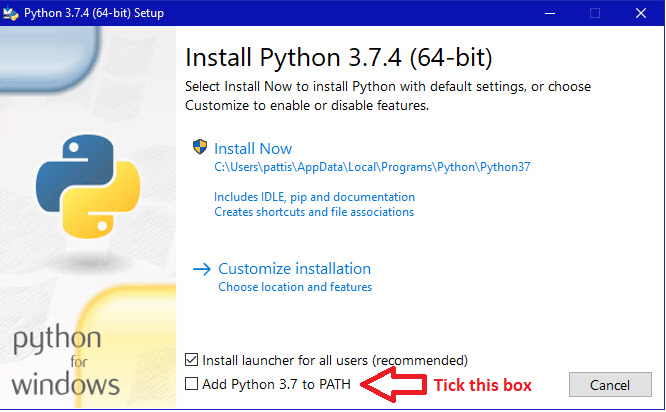 Python 3.7.4 (64-bit) Setup
Install Python 3.7.4 (64-bit)
Select Install Now to install Python with default settings, or choose
Customize to enable or disable features.
Install Now
C:\Users\pattis\AppData\Local\Programs\Python\Python37
Includes IDLE, pip and documentation
Creates shortcuts and file associations
Customize installation
Choose location and features
python
for
windows
Install launcher for all users (recommended)
Add Python 3.7 to PATH
Tick this box
Cancel